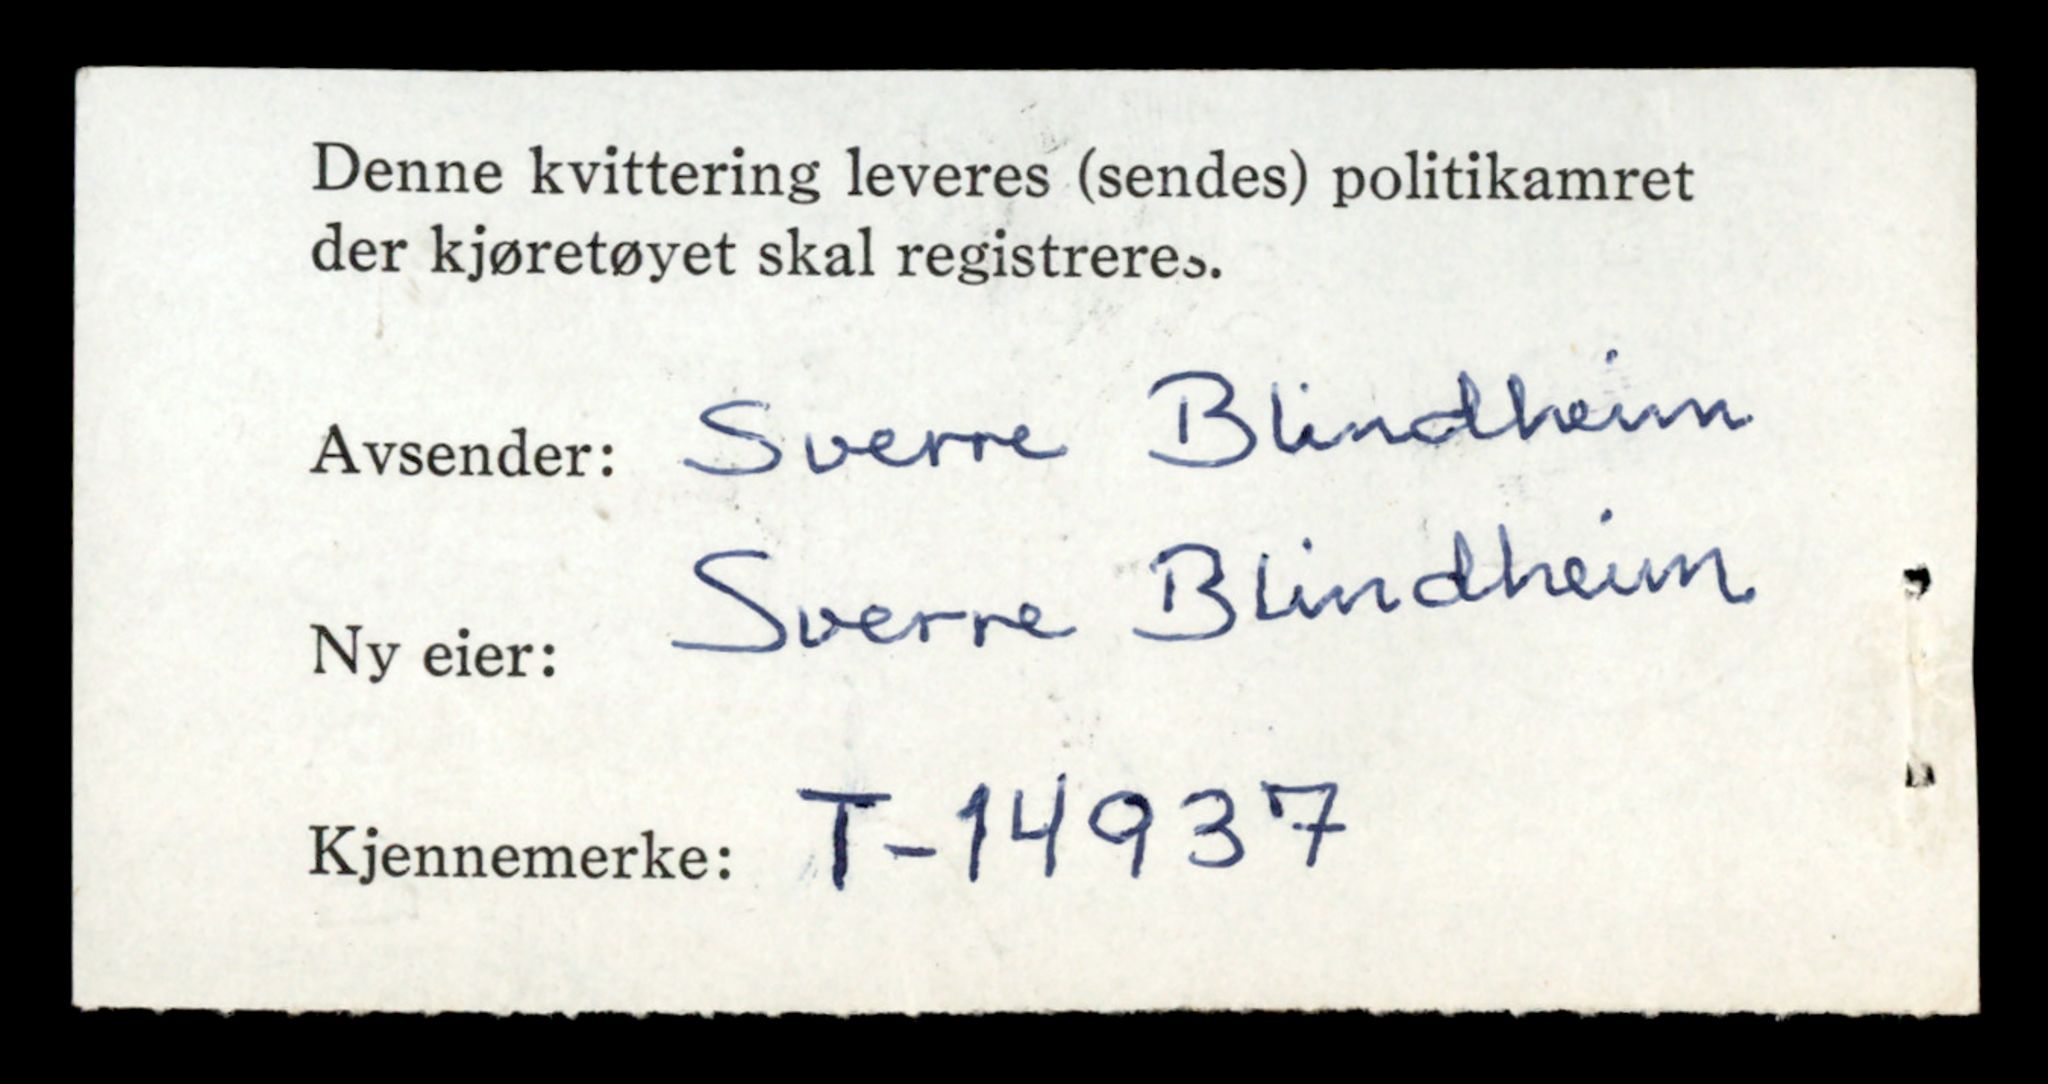 Denne kvittering leveres (sendes) politikamret
der kjøretøyet skal registreres.
Avsender: Sverre Blindheim
Ny eier: Sverre Blindheim
Kjennemerke: T-14937